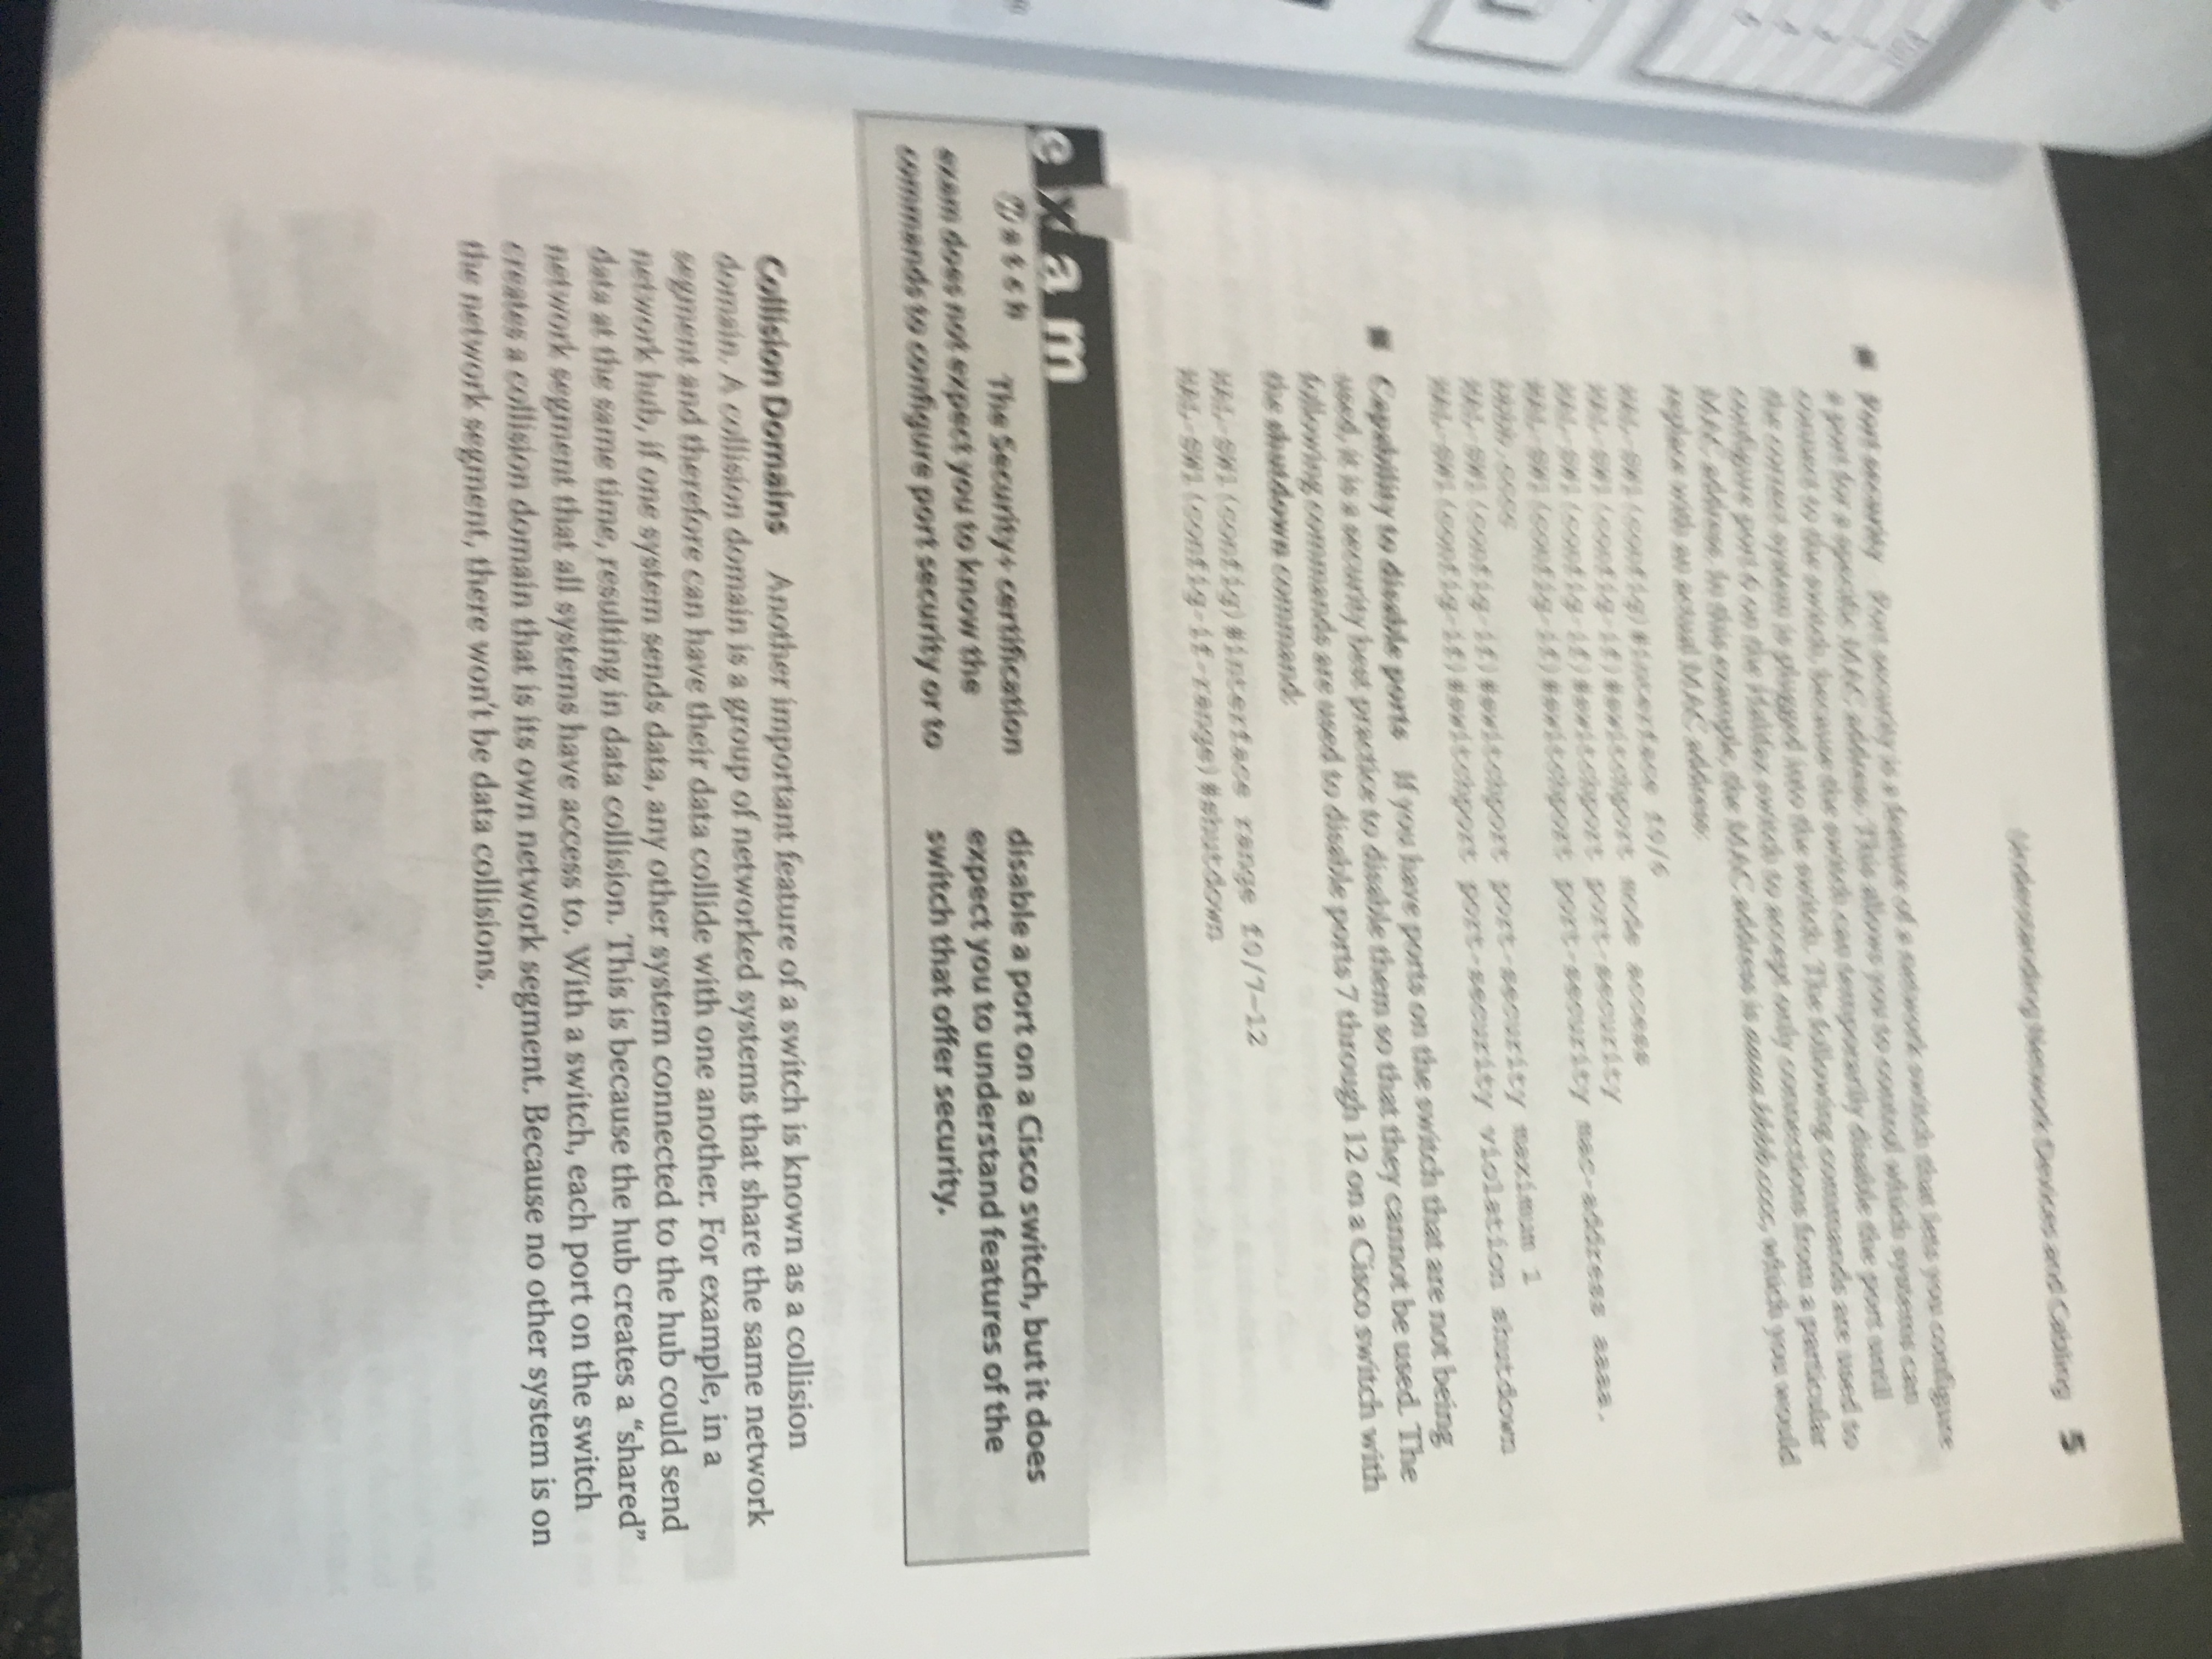 Understanding Network Devices and Cabling 5
■ Port security Port security is a feature of a network switch that lets you configure
a port for a specific MAC address. This allows you to control which systems can
connect to the switch, because the switch can temporarily disable the port until
the correct system is plugged into the switch. The following commands are used to
configure port 6 on the Halifax switch to accept only connections from a particular
MAC address. In this example, the MAC address is aaaa.bbbb.cccc, which you would
replace with an actual MAC address:
HAL-SW1(config)#interface f0/6
HAL-SW1(config-if)#switchport mode access
HAL-SW1(config-if)#switchport port-security
HAL-SW1(config-if)#switchport port-security mac-address aaaa.
bbbb.cccc
HAL-SW1(config-if)#switchport port-security maximum 1
HAL-SW1(config-if)#switchport port-security violation shutdown
■ Capability to disable ports If you have ports on the switch that are not being
used, it is a security best practice to disable them so that they cannot be used. The
following commands are used to disable ports 7 through 12 on a Cisco switch with
the shutdown command:
HAL-SW1(config)#interface range f0/7-12
HAL-SW1(config-if-range)#shutdown
exam
Watch
The Security+ certification
exam does not expect you to know the
commands to configure port security or to
disable a port on a Cisco switch, but it does
expect you to understand features of the
switch that offer security.
Collision Domains Another important feature of a switch is known as a collision
domain. A collision domain is a group of networked systems that share the same network
segment and therefore can have their data collide with one another. For example, in a
network hub, if one system sends data, any other system connected to the hub could send
data at the same time, resulting in data collision. This is because the hub creates a “shared”
network segment that all systems have access to. With a switch, each port on the switch
creates a collision domain that is its own network segment. Because no other system is on
the network segment, there won’t be data collisions.